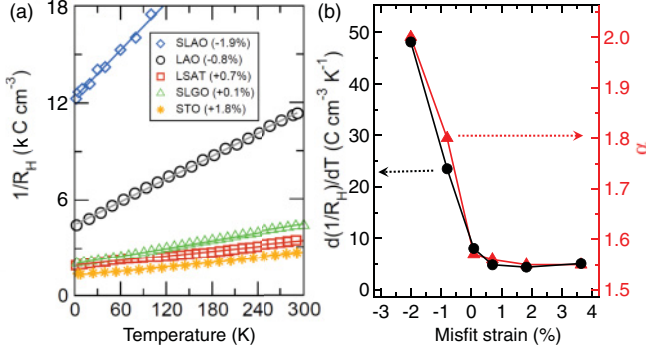 (a)
1/R_H (k C cm⁻³)
18
12
6
0
SLAO (-1.9%)
LAO (-0.8%)
LSAT (+0.7%)
SLGO (+0.1%)
STO (+1.8%)
0 60 120 180 240 300
Temperature (K)
(b)
d(1/R_H)/dT (C cm⁻³ K⁻¹)
50
40
30
20
10
0
-3 -2 -1 0 1 2 3 4
Misfit strain (%)
2.0
1.9
1.8
1.7
1.6
1.5
α